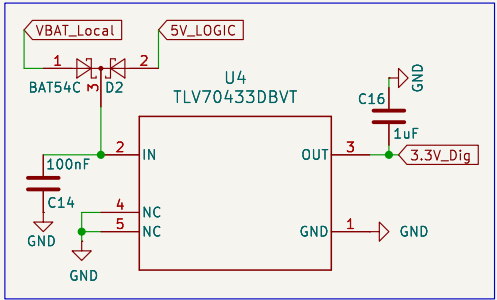 VBAT_Local
5V_LOGIC
1
2
BAT54C
3
D2
U4
TLV70433DBVT
GND
C16
1uF
100nF
2
IN
OUT
3
3.3V_Dig
C14
4
NC
GND
5
NC
GND
1
GND
GND